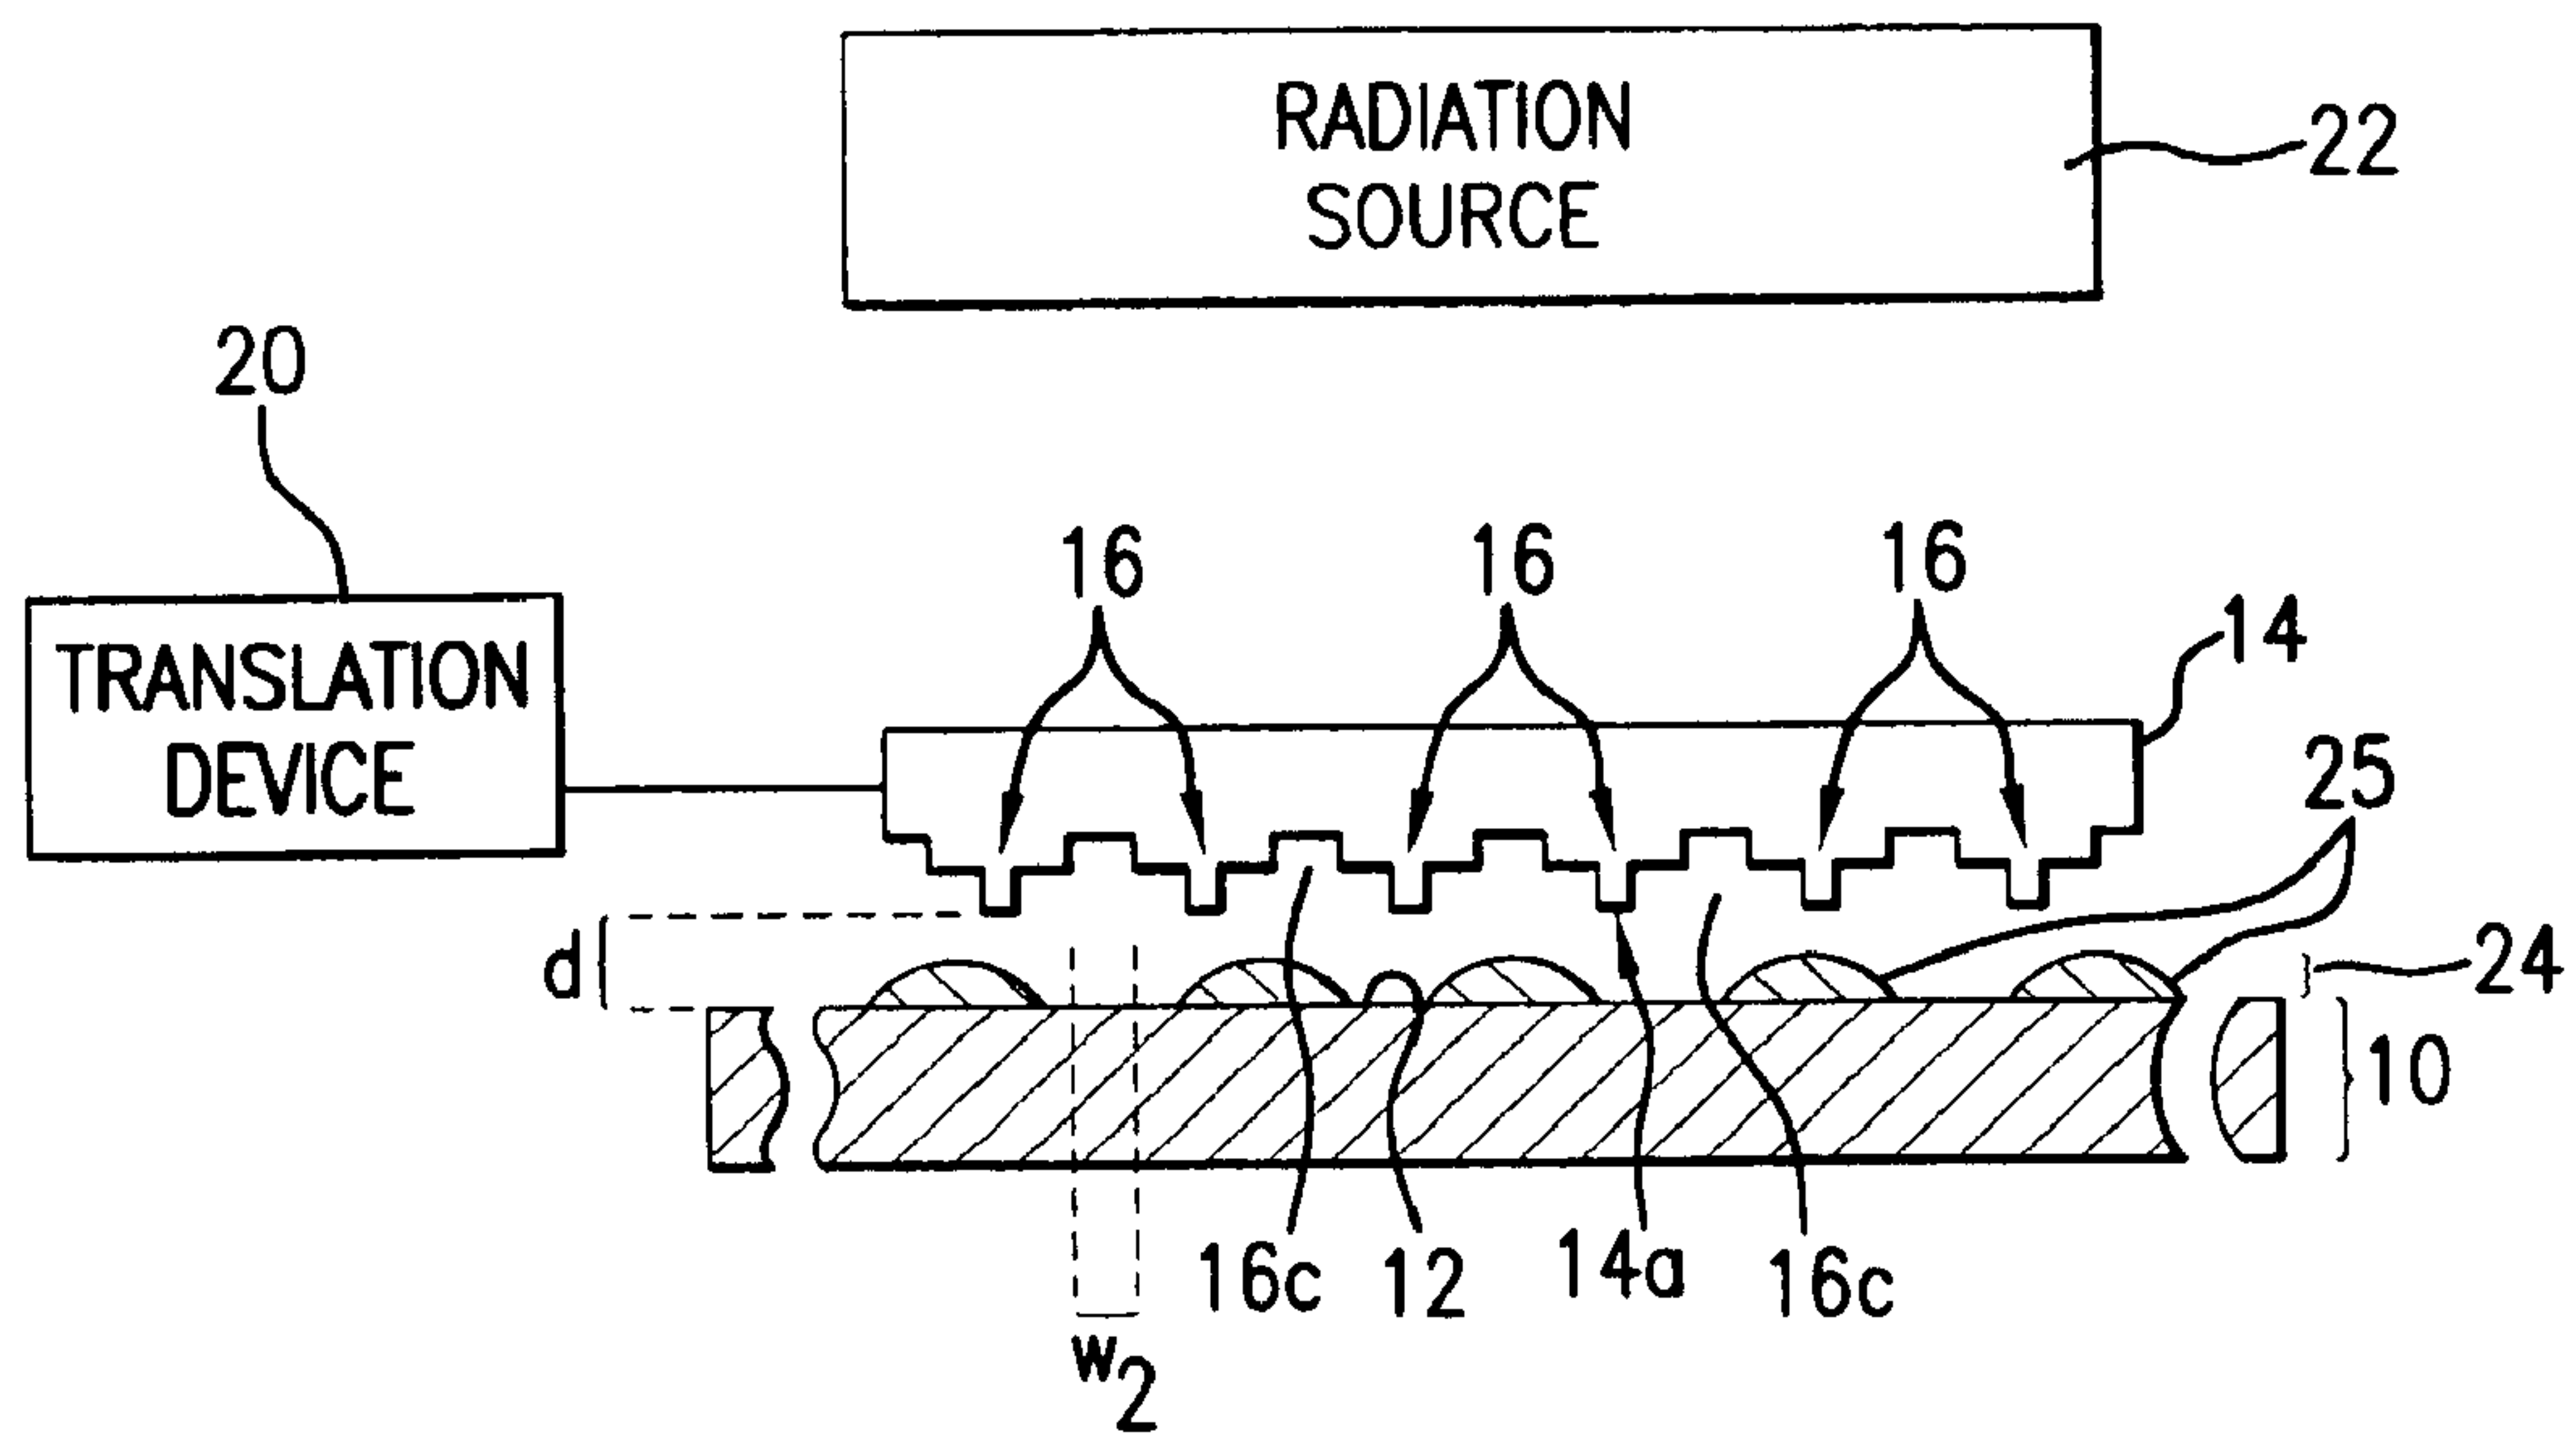 RADIATION
SOURCE
22
20
TRANSLATION
DEVICE
16
16
16
14
25
d
24
10
16c
12
14a
16c
w2